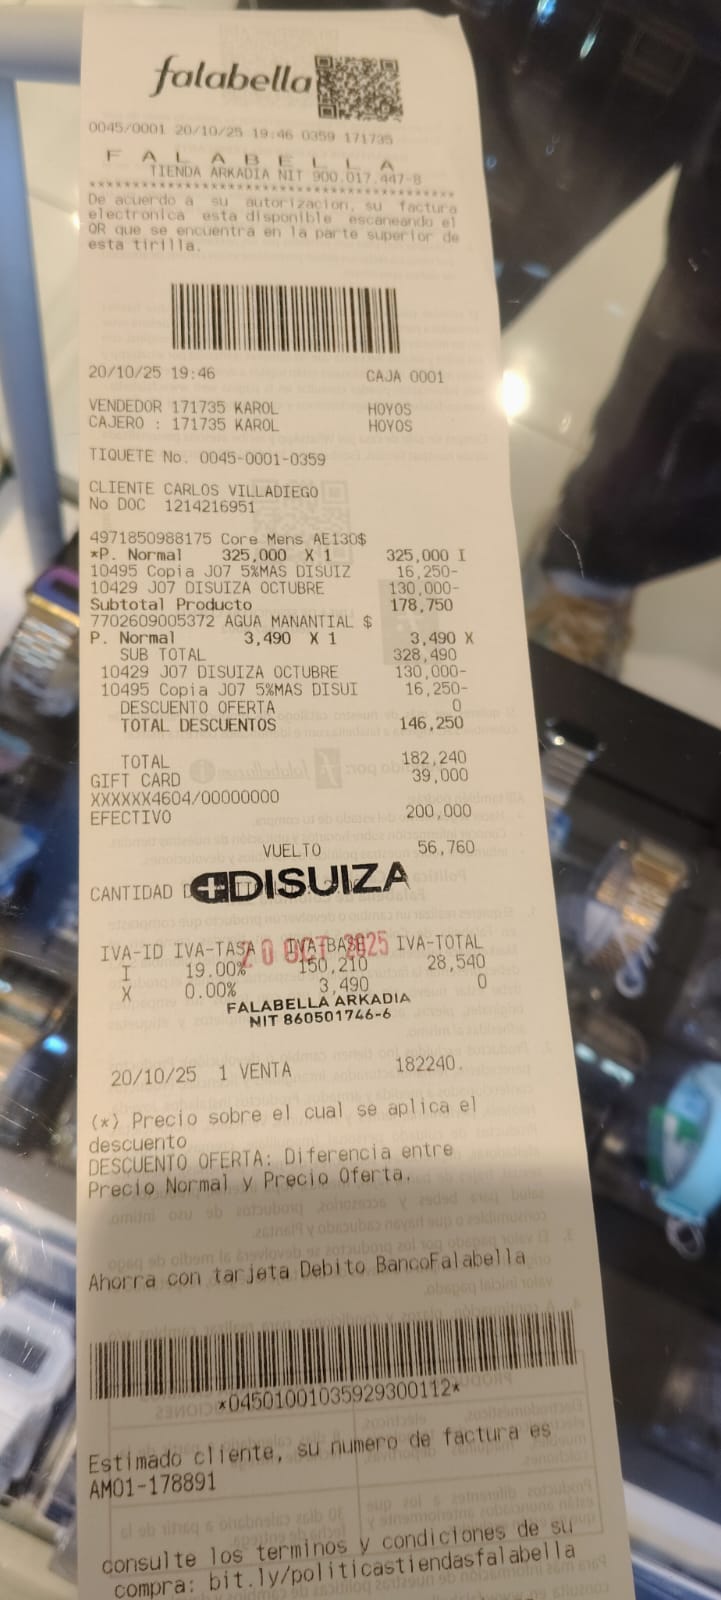 falabella
0045/0001 20/10/25 19:46 0359 171735
F A L A B E L L A
TIENDA ARKADIA NIT 900.017.447-8
****************************************
De acuerdo a su autorizacion, su factura
electronica esta disponible escaneando el
QR que se encuentra en la parte superior de
esta tirilla.
20/10/25 19:46 CAJA 0001
VENDEDOR 171735 KAROL HOYOS
CAJERO : 171735 KAROL HOYOS
TIQUETE No. 0045-0001-0359
CLIENTE CARLOS VILLADIEGO
No DOC 1214216951
4971850988175 Core Mens AE130$
*P. Normal 325,000 X 1 325,000 I
10495 Copia J07 5%MAS DISUIZ 16,250-
10429 J07 DISUIZA OCTUBRE 130,000-
Subtotal Producto 178,750
7702609005372 AGUA MANANTIAL $
P. Normal 3,490 X 1 3,490 X
SUB TOTAL 328,490
10429 J07 DISUIZA OCTUBRE 130,000-
10495 Copia J07 5%MAS DISUI 16,250-
DESCUENTO OFERTA 0
TOTAL DESCUENTOS 146,250
TOTAL 182,240
GIFT CARD 39,000
XXXXXX4604/00000000
EFECTIVO 200,000
VUELTO 56,760
CANTIDAD
DISUIZA
IVA-ID IVA-TASA IVA-BASE IVA-TOTAL
20 OCT 2025
I 19.00% 150,210 28,540
X 0.00% 3,490 0
FALABELLA ARKADIA
NIT 860501746-6
20/10/25 1 VENTA 182240.
(*) Precio sobre el cual se aplica el
descuento
DESCUENTO OFERTA: Diferencia entre
Precio Normal y Precio Oferta.
Ahorra con tarjeta Debito BancoFalabella
*04501001035929300112*
Estimado cliente, su numero de factura es
AM01-178891
consulte los terminos y condiciones de su
compra: bit.ly/politicastiendasfalabella